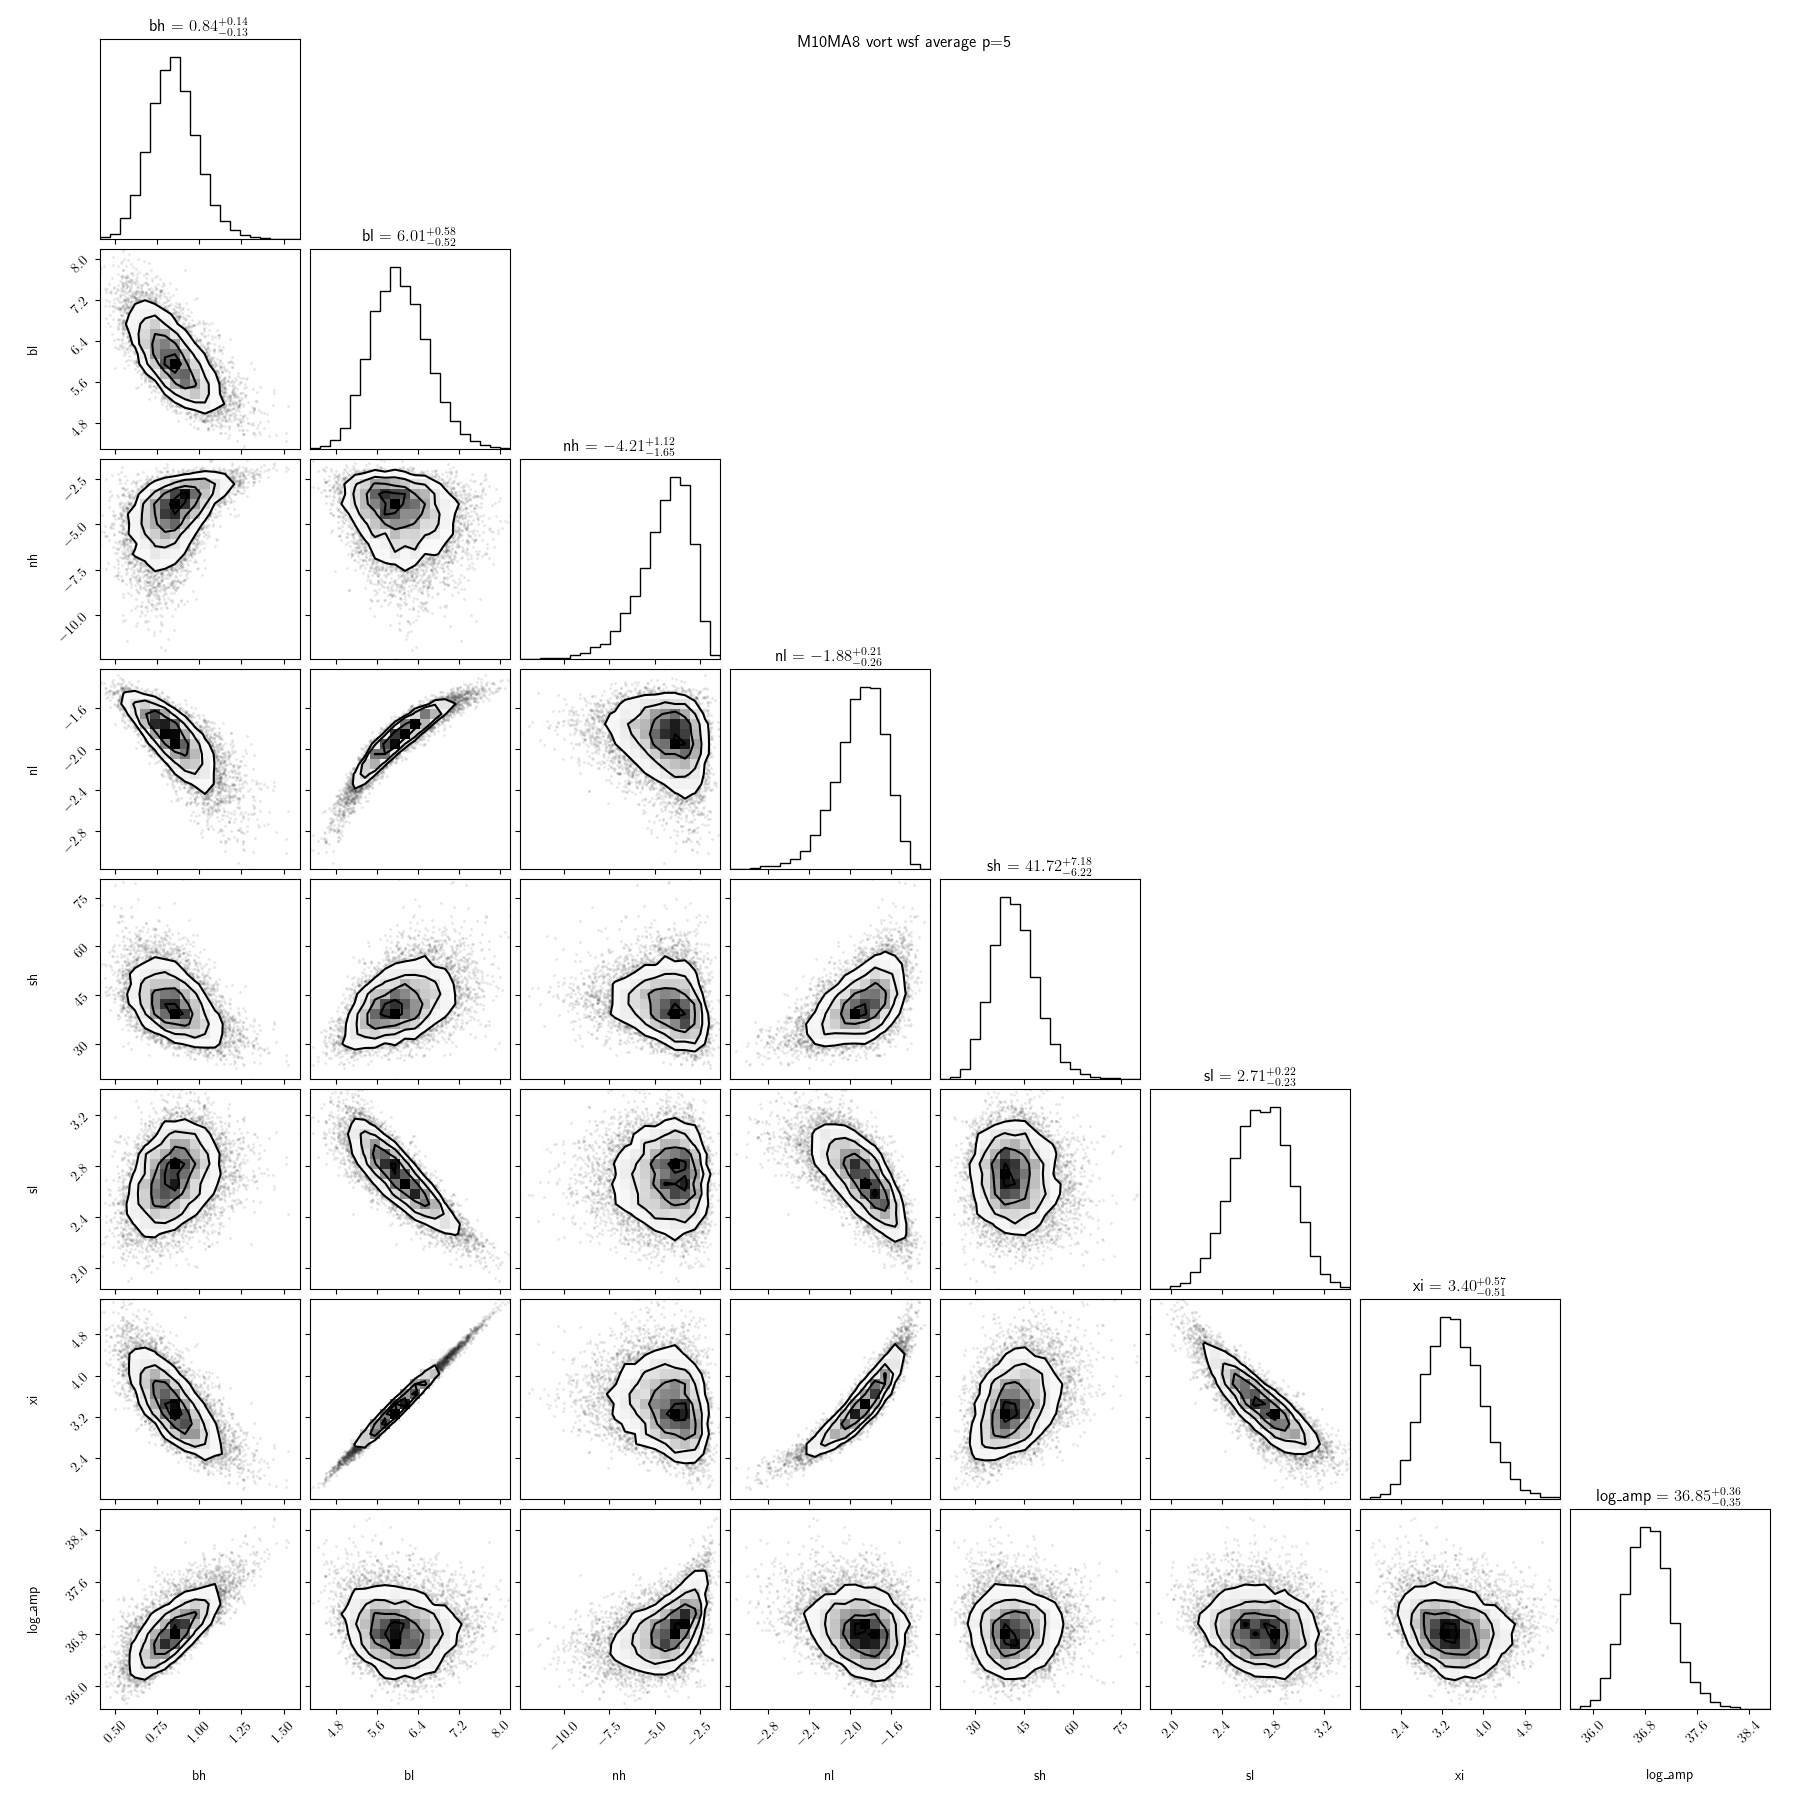 M10MA8 vort wsf average p=5
bh = 0.84+0.14 −0.13
bl = 6.01+0.58 −0.52
8.0
7.2
6.4
5.6
4.8
bl
nh = −4.21+1.12 −1.65
−2.5
−5.0
−7.5
−10.0
nh
nl = −1.88+0.21 −0.26
−1.6
−2.0
−2.4
−2.8
nl
sh = 41.72+7.18 −6.22
75
60
45
30
sh
sl = 2.71+0.22 −0.23
3.2
2.8
2.4
2.0
sl
xi = 3.40+0.57 −0.51
4.8
4.0
3.2
2.4
xi
log_amp = 36.85+0.36 −0.35
38.4
37.6
36.8
36.0
log_amp
0.50 0.75 1.00 1.25 1.50
4.8 5.6 6.4 7.2 8.0
−10.0 −7.5 −5.0 −2.5
−2.8 −2.4 −2.0 −1.6
30 45 60 75
2.0 2.4 2.8 3.2
2.4 3.2 4.0 4.8
36.0 36.8 37.6 38.4
bh bl nh nl sh sl xi log_amp